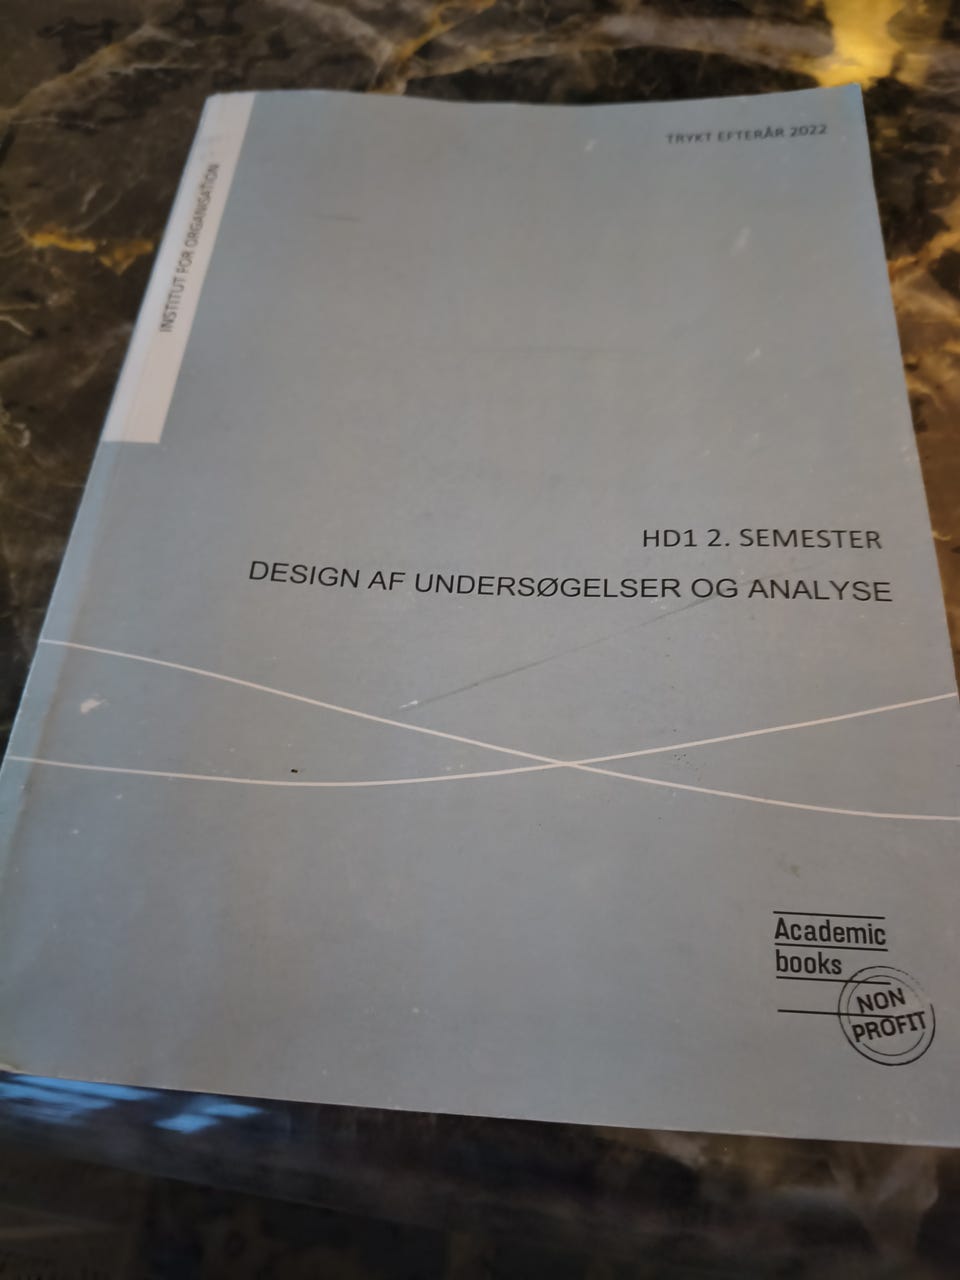 TRYKT EFTERÅR 2022
INSTITUT FOR ORGANISATION
HD1 2. SEMESTER
DESIGN AF UNDERSØGELSER OG ANALYSE
Academic
books
NON
PROFIT